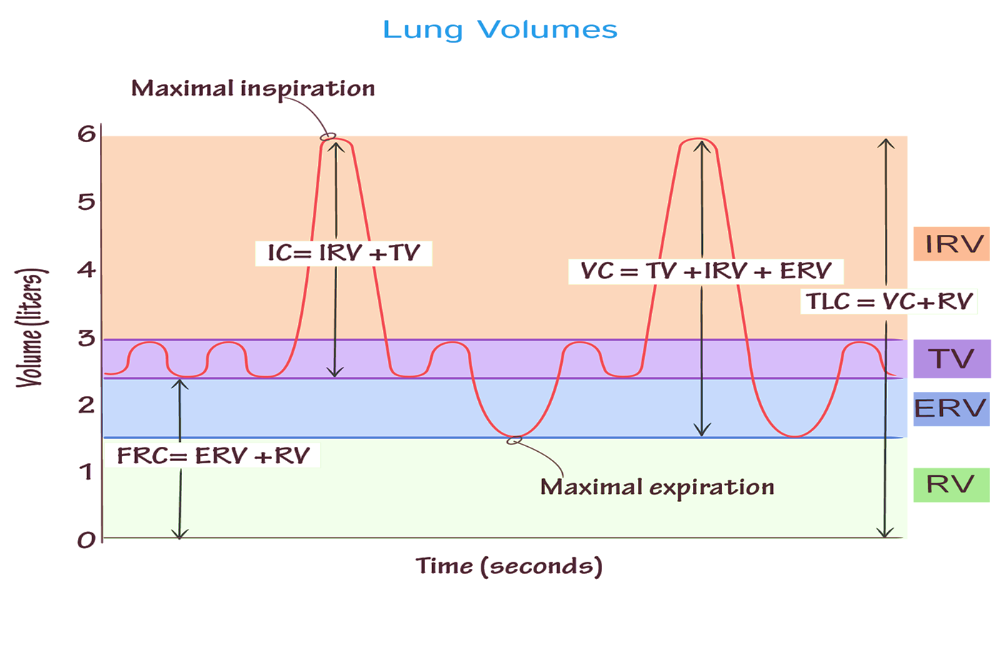 Lung Volumes
Maximal inspiration
6
5
4
3
2
1
0
Volume (liters)
IC= IRV +TV
VC = TV +IRV + ERV
TLC = VC+RV
FRC= ERV +RV
Maximal expiration
IRV
TV
ERV
RV
Time (seconds)